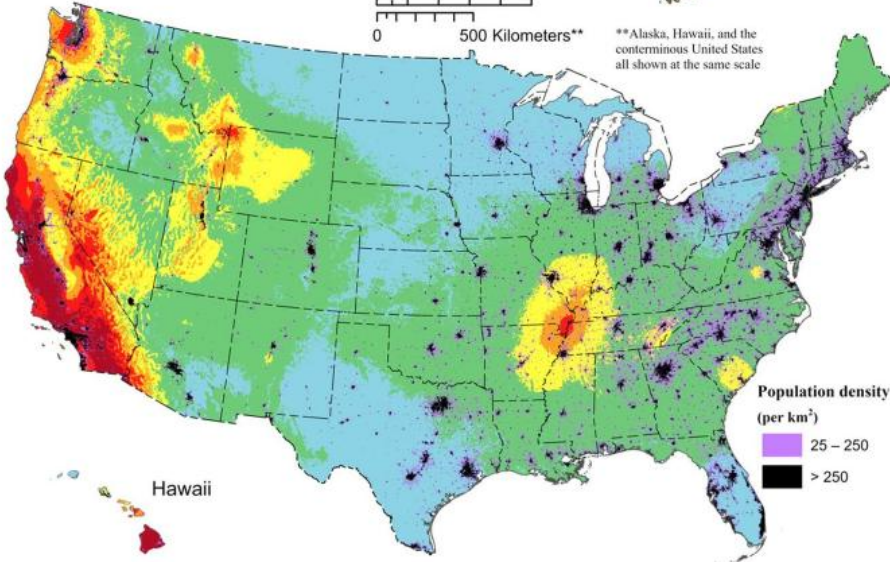 0 500 Kilometers**
**Alaska, Hawaii, and the
conterminous United States
all shown at the same scale
Population density
(per km²)
25 – 250
> 250
Hawaii